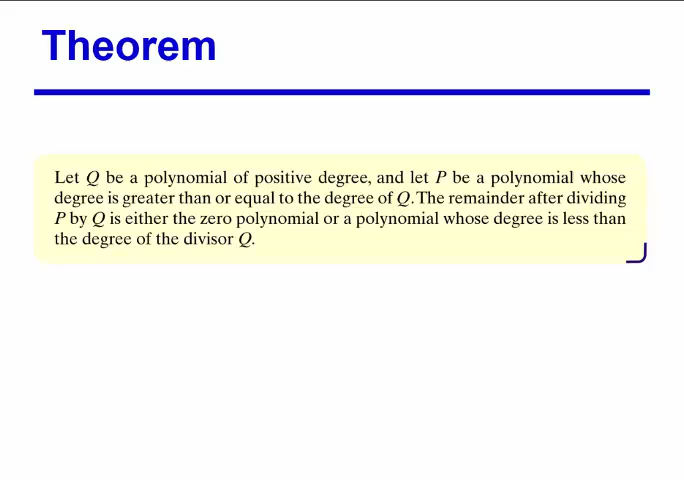 Theorem
Let Q be a polynomial of positive degree, and let P be a polynomial whose
degree is greater than or equal to the degree of Q. The remainder after dividing
P by Q is either the zero polynomial or a polynomial whose degree is less than
the degree of the divisor Q.